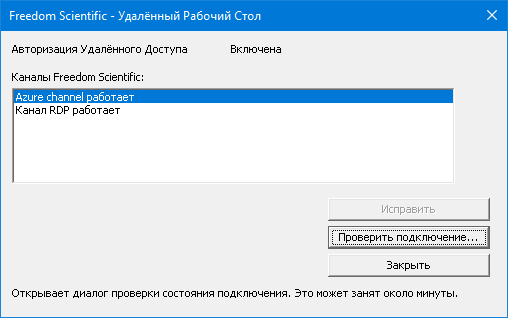 Freedom Scientific - Удалённый Рабочий Стол
Авторизация Удалённого Доступа Включена
Каналы Freedom Scientific:
Azure channel работает
Канал RDP работает
Исправить
Проверить подключение...
Закрыть
Открывает диалог проверки состояния подключения. Это может занят около минуты.